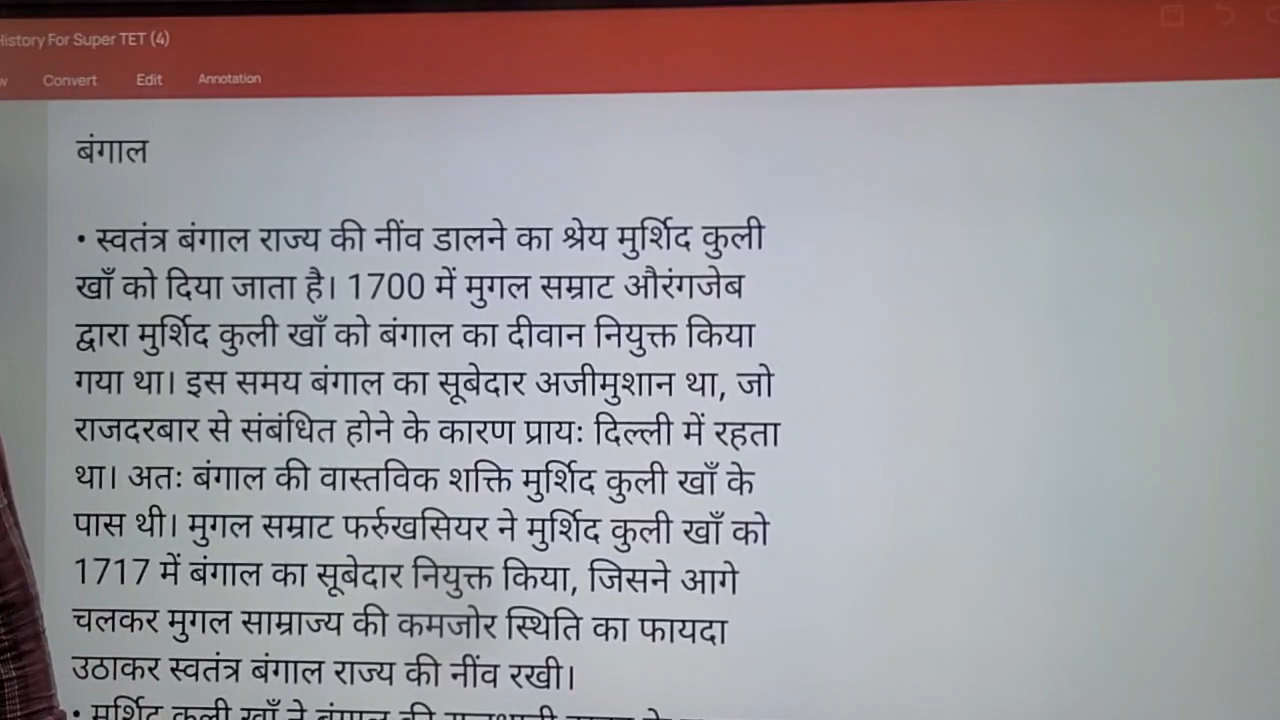 History For Super TET (4)
Convert Edit Annotation
बंगाल
• स्वतंत्र बंगाल राज्य की नींव डालने का श्रेय मुर्शिद कुली
खाँ को दिया जाता है। 1700 में मुगल सम्राट औरंगजेब
द्वारा मुर्शिद कुली खाँ को बंगाल का दीवान नियुक्त किया
गया था। इस समय बंगाल का सूबेदार अजीमुशान था, जो
राजदरबार से संबंधित होने के कारण प्रायः दिल्ली में रहता
था। अतः बंगाल की वास्तविक शक्ति मुर्शिद कुली खाँ के
पास थी। मुगल सम्राट फर्रुखसियर ने मुर्शिद कुली खाँ को
1717 में बंगाल का सूबेदार नियुक्त किया, जिसने आगे
चलकर मुगल साम्राज्य की कमजोर स्थिति का फायदा
उठाकर स्वतंत्र बंगाल राज्य की नींव रखी।
• मुर्शिद कुली खाँ ने बंगाल की